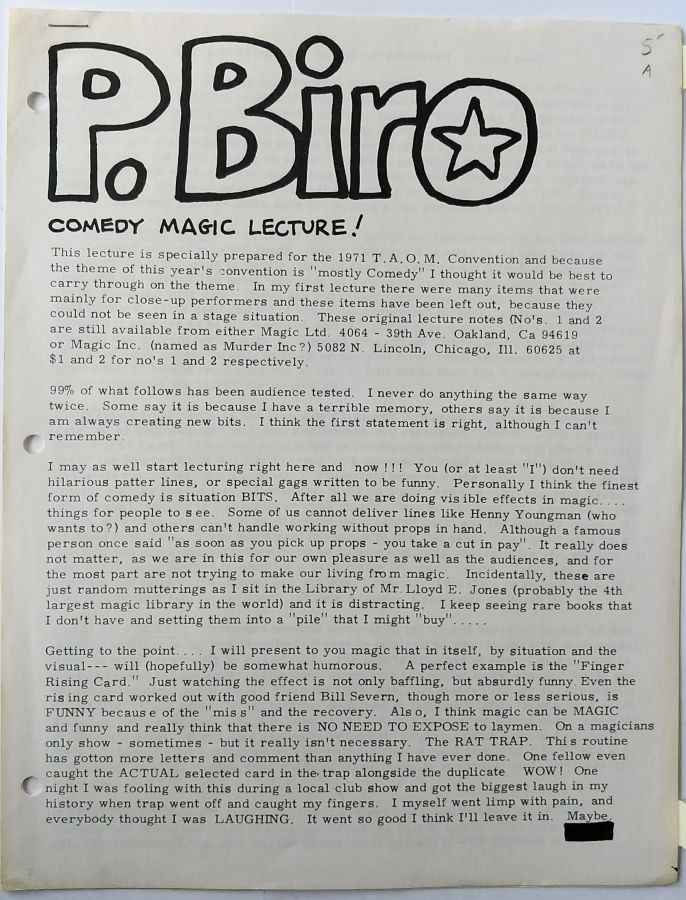 5
A
P. Biro
COMEDY MAGIC LECTURE!
This lecture is specially prepared for the 1971 T.A.O.M. Convention and because
the theme of this year's convention is "mostly Comedy" I thought it would be best to
carry through on the theme. In my first lecture there were many items that were
mainly for close-up performers and these items have been left out, because they
could not be seen in a stage situation. These original lecture notes (No's. 1 and 2
are still available from either Magic Ltd. 4064 - 39th Ave. Oakland, Ca 94619
or Magic Inc. (named as Murder Inc?) 5082 N. Lincoln, Chicago, Ill. 60625 at
$1 and 2 for no's 1 and 2 respectively.
99% of what follows has been audience tested. I never do anything the same way
twice. Some say it is because I have a terrible memory, others say it is because I
am always creating new bits. I think the first statement is right, although I can't
remember.
I may as well start lecturing right here and now !!! You (or at least "I") don't need
hilarious patter lines, or special gags written to be funny. Personally I think the finest
form of comedy is situation BITS. After all we are doing visible effects in magic....
things for people to see. Some of us cannot deliver lines like Henny Youngman (who
wants to?) and others can't handle working without props in hand. Although a famous
person once said "as soon as you pick up props - you take a cut in pay". It really does
not matter, as we are in this for our own pleasure as well as the audiences, and for
the most part are not trying to make our living from magic. Incidentally, these are
just random mutterings as I sit in the Library of Mr. Lloyd E. Jones (probably the 4th
largest magic library in the world) and it is distracting. I keep seeing rare books that
I don't have and setting them into a "pile" that I might "buy".....
Getting to the point.... I will present to you magic that in itself, by situation and the
visual--- will (hopefully) be somewhat humorous. A perfect example is the "Finger
Rising Card." Just watching the effect is not only baffling, but absurdly funny. Even the
rising card worked out with good friend Bill Severn, though more or less serious, is
FUNNY because of the "miss" and the recovery. Also, I think magic can be MAGIC
and funny and really think that there is NO NEED TO EXPOSE to laymen. On a magicians
only show - sometimes - but it really isn't necessary. The RAT TRAP. This routine
has gotton more letters and comment than anything I have ever done. One fellow even
caught the ACTUAL selected card in the trap alongside the duplicate WOW! One
night I was fooling with this during a local club show and got the biggest laugh in my
history when trap went off and caught my fingers. I myself went limp with pain, and
everybody thought I was LAUGHING. It went so good I think I'll leave it in. Maybe.